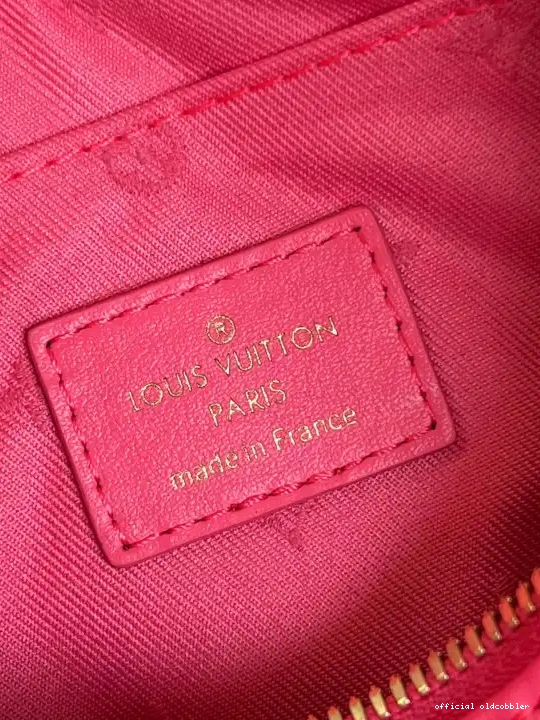 ®
LOUIS VUITTON
PARIS
made in France
official oldcobbler